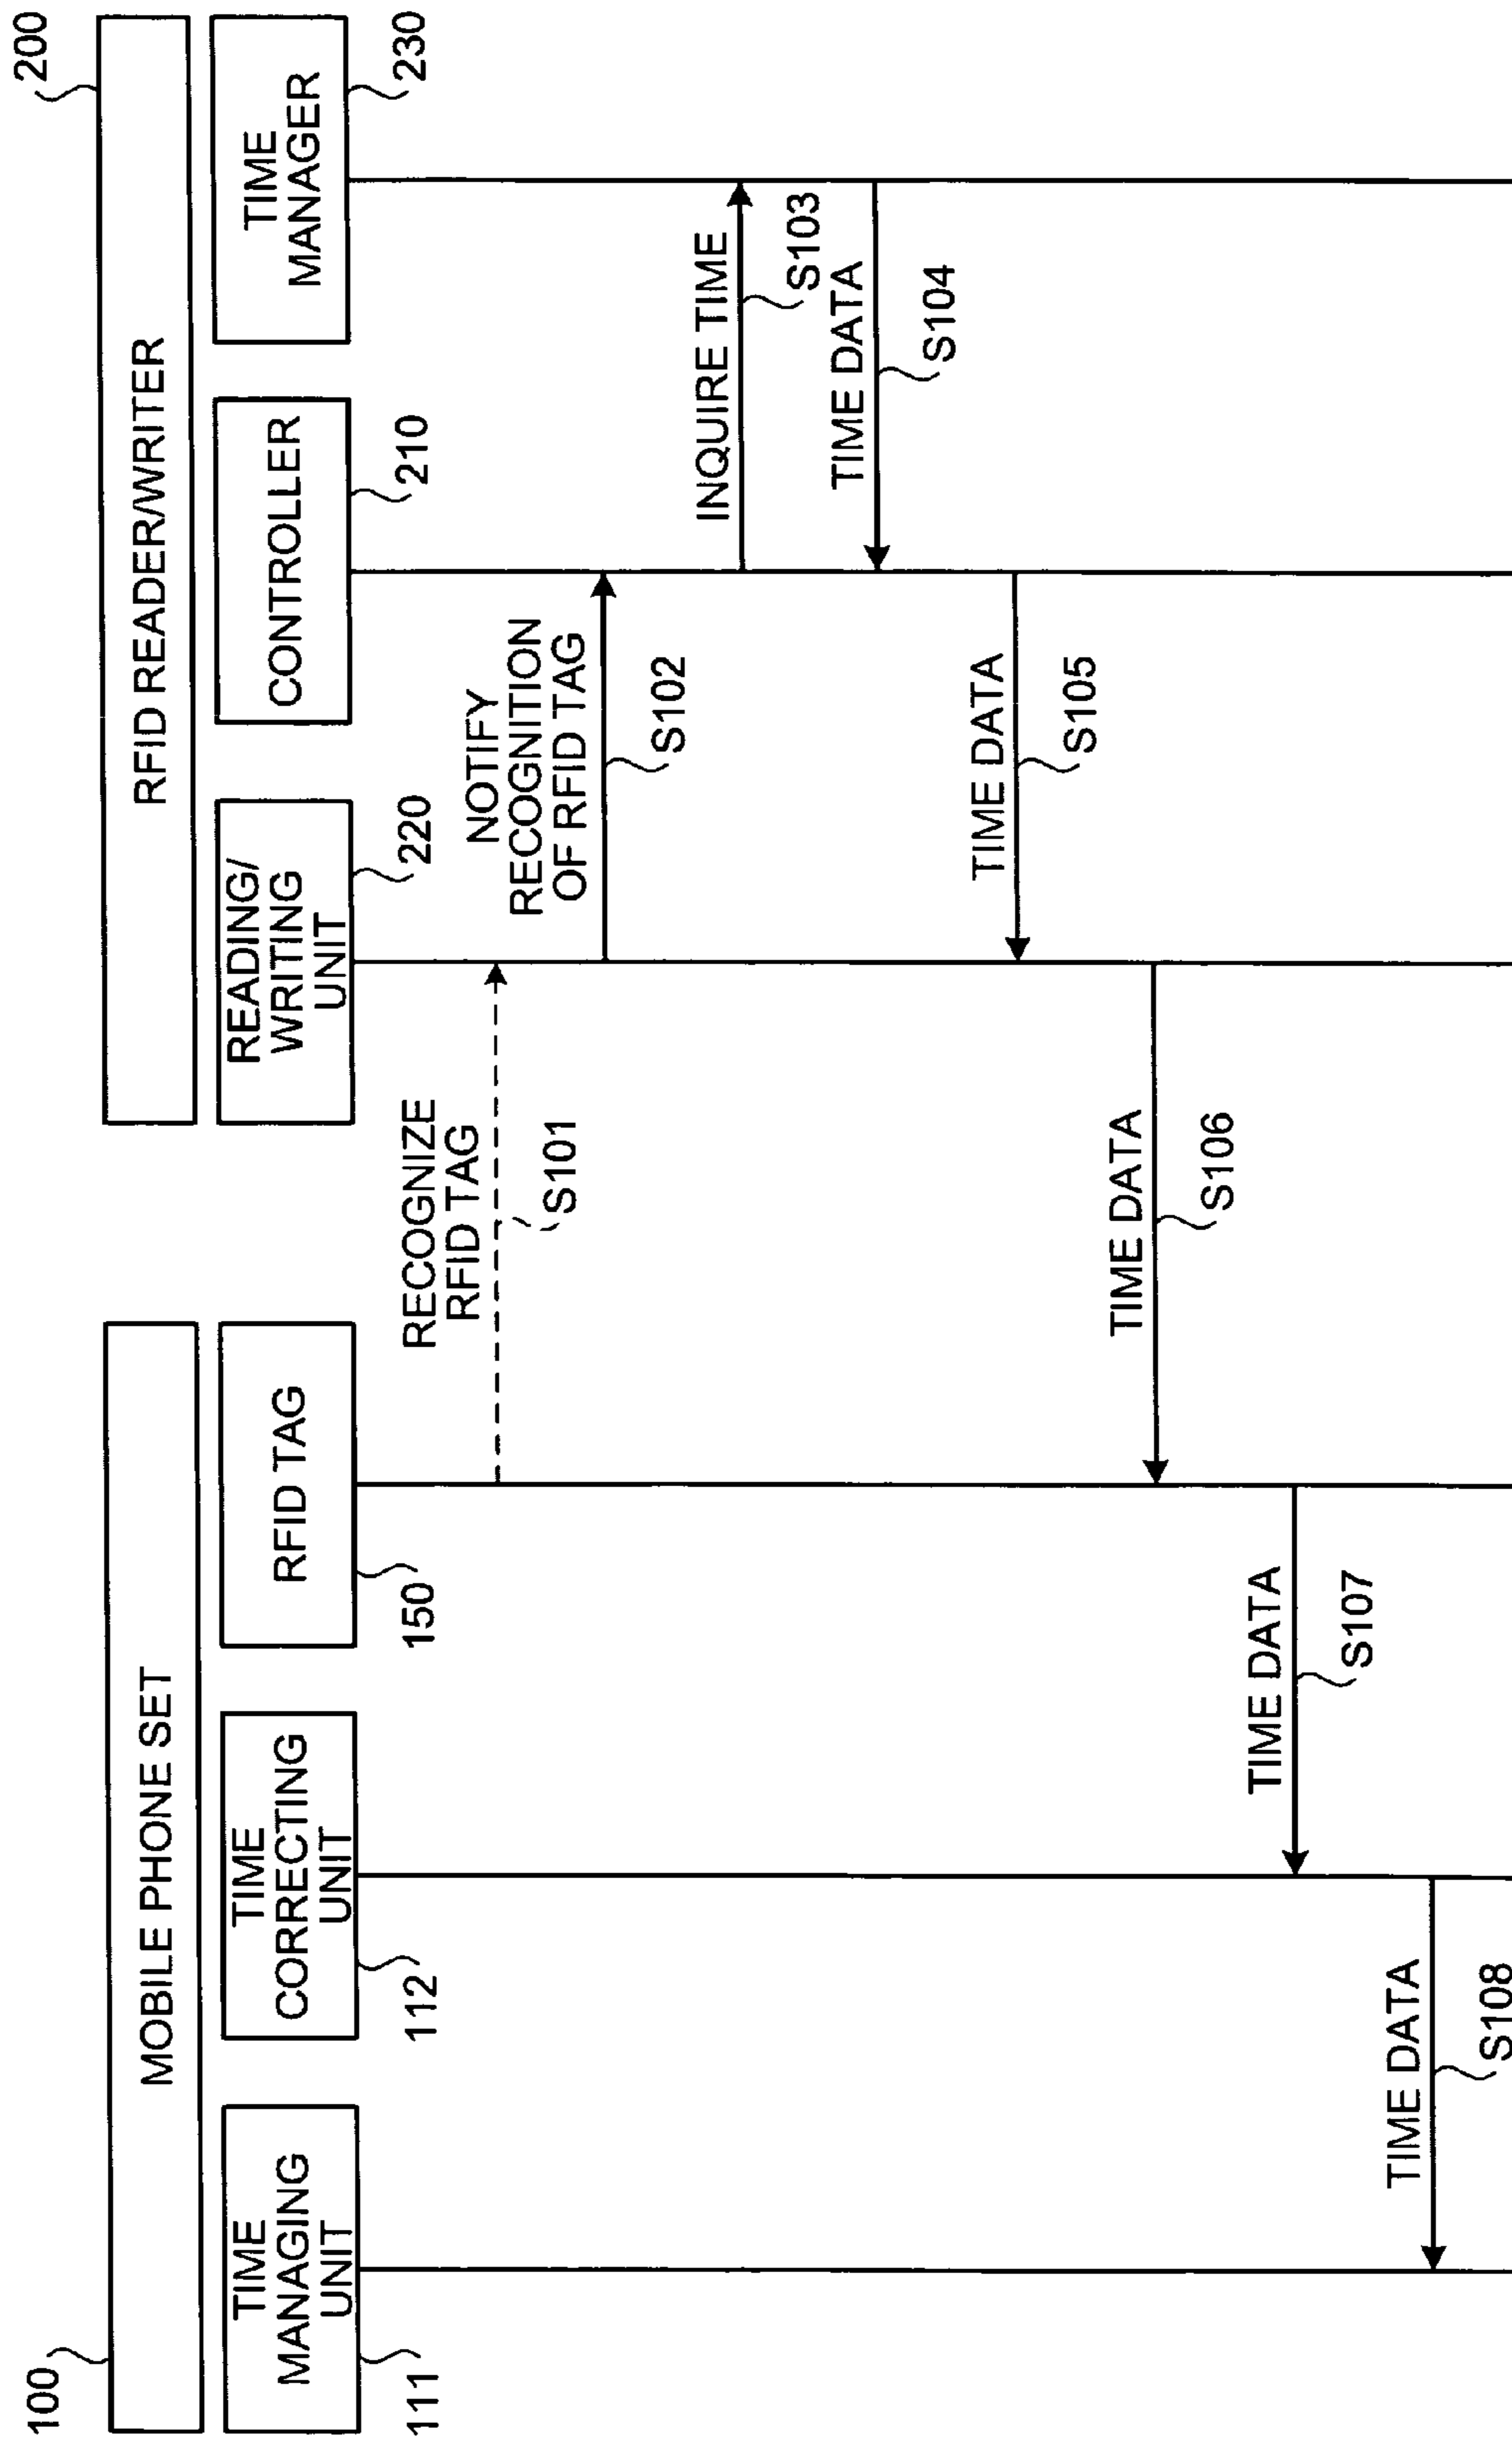 100
MOBILE PHONE SET
200
RFID READER/WRITER
TIME
MANAGING
UNIT
111
TIME
CORRECTING
UNIT
112
RFID TAG
150
READING/
WRITING
UNIT
220
CONTROLLER
210
TIME
MANAGER
230
RECOGNIZE
RFID TAG
S101
NOTIFY
RECOGNITION
OF RFID TAG
S102
INQUIRE TIME
S103
TIME DATA
S104
TIME DATA
S105
TIME DATA
S106
TIME DATA
S107
TIME DATA
S108